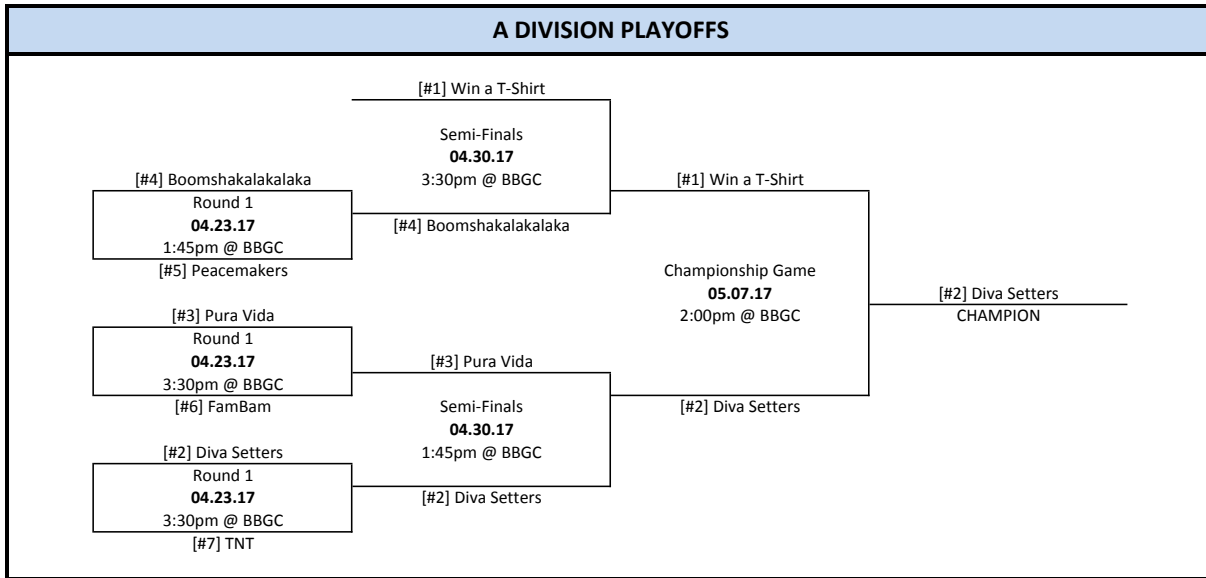 A DIVISION PLAYOFFS
[#1] Win a T-Shirt
Semi-Finals
04.30.17
3:30pm @ BBGC
[#4] Boomshakalakalaka
Round 1
04.23.17
1:45pm @ BBGC
[#5] Peacemakers
[#4] Boomshakalakalaka
[#1] Win a T-Shirt
Championship Game
05.07.17
2:00pm @ BBGC
[#2] Diva Setters
CHAMPION
[#3] Pura Vida
Round 1
04.23.17
3:30pm @ BBGC
[#6] FamBam
[#3] Pura Vida
Semi-Finals
04.30.17
1:45pm @ BBGC
[#2] Diva Setters
[#2] Diva Setters
Round 1
04.23.17
3:30pm @ BBGC
[#7] TNT
[#2] Diva Setters